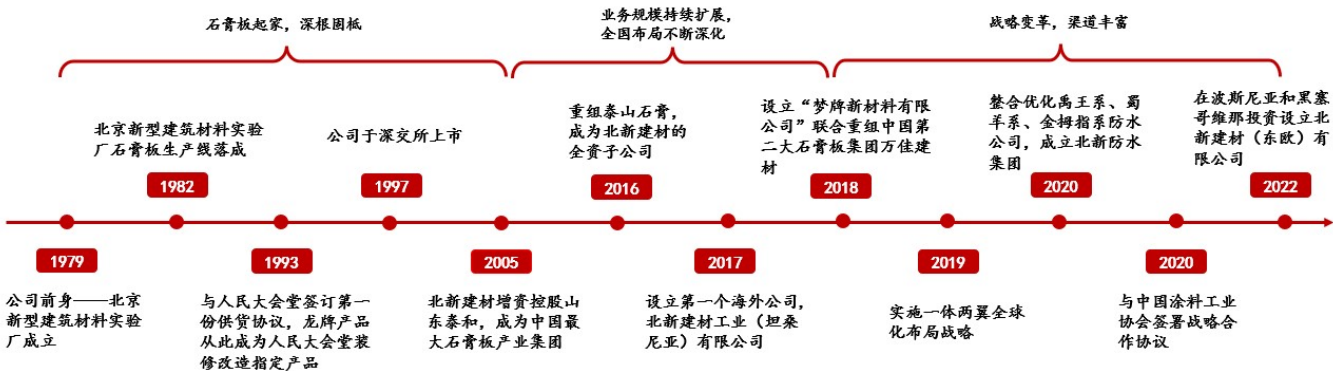 石膏板起家，深根固柢
业务规模持续扩展，
全国布局不断深化
战略变革，渠道丰富
北京新型建筑材料实验
厂石膏板生产线落成
1982
公司于深交所上市
1997
重组泰山石膏，
成为北新建材的
全资子公司
2016
设立“梦牌新材料有限
公司”联合重组中国第
二大石膏板集团万佳建
材
2018
整合优化禹王系、蜀
羊系、金拇指系防水
公司，成立北新防水
集团
2020
在波斯尼亚和黑塞
哥维那投资设立北
新建材（东欧）有
限公司
2022
1979
公司前身——北京
新型建筑材料实验
厂成立
1993
与人民大会堂签订第一
份供货协议，龙牌产品
从此成为人民大会堂装
修改造指定产品
2005
北新建材增资控股山
东泰和，成为中国最
大石膏板产业集团
2017
设立第一个海外公司，
北新建材工业（坦桑
尼亚）有限公司
2019
实施一体两翼全球
化布局战略
2020
与中国涂料工业
协会签署战略合
作协议